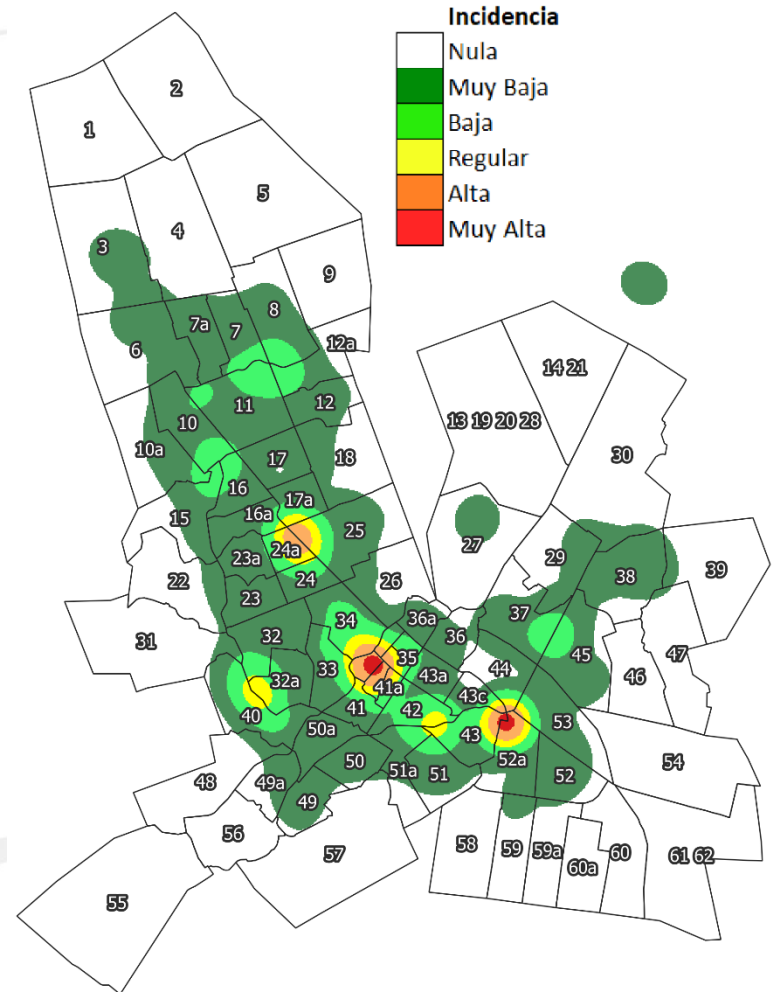 Incidencia
Nula
Muy Baja
Baja
Regular
Alta
Muy Alta
2
1
5
4
3
9
8
7a
7
12a
6
14 21
12
11
13 19 20 28
10
10a
30
17
18
16
17a
16a
15
25
27
24a
23a
29
24
26
38
39
22
23
36a
37
34
32
36
31
33
35
45
47
44
43a
46
32a
41a
43c
41
42
40
53
50a
43
52a
50
54
51a
51
52
48
49a
49
56
58
59
59a
60
57
61 62
60a
55